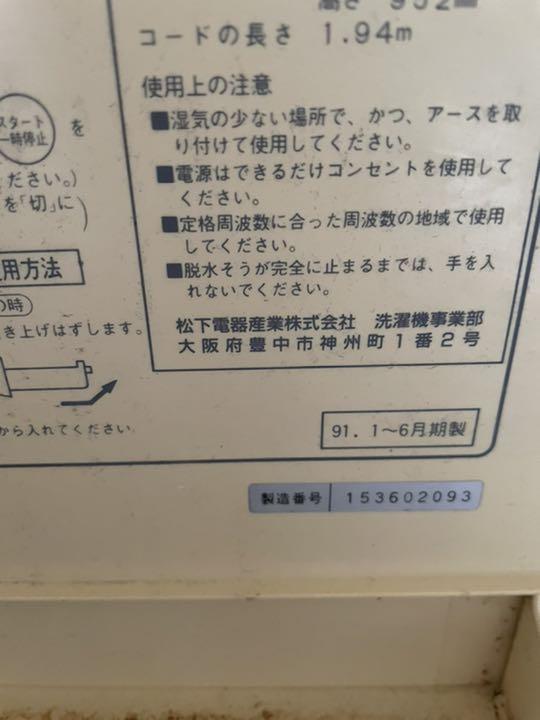 コードの長さ 1.94m
使用上の注意
■湿気の少ない場所で、かつ、アースを取
り付けて使用してください。
■電源はできるだけコンセントを使用して
ください。
■定格周波数に合った周波数の地域で使用
してください。
■脱水そうが完全に止まるまでは、手を入
れないでください。
松下電器産業株式会社 洗濯機事業部
大阪府豊中市神州町1番2号
スタート
一時停止
を
ださい。)
を「切」に
用方法
の時
き上げはずします。
から入れてください
91. 1〜6月期製
製造番号 153602093